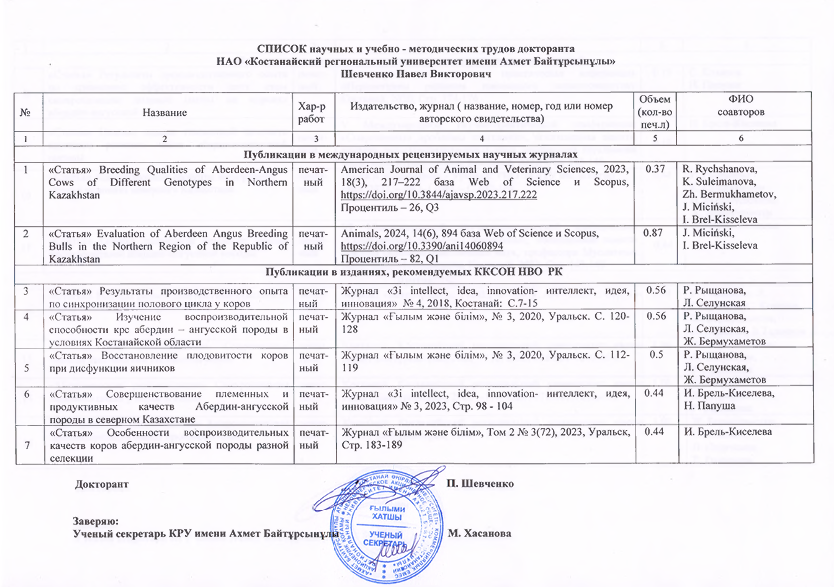 СПИСОК научных и учебно - методических трудов докторанта
НАО «Костанайский региональный университет имени Ахмет Байтұрсынұлы»
Шевченко Павел Викторович
№
Название
Хар-р
работ
Издательство, журнал ( название, номер, год или номер
авторского свидетельства)
Объем
(кол-во
печ.л)
ФИО
соавторов
1 2 3 4 5 6
Публикации в международных рецензируемых научных журналах
1
«Статья» Breeding Qualities of Aberdeen-Angus
Cows of Different Genotypes in Northern
Kazakhstan
печат-
ный
American Journal of Animal and Veterinary Sciences, 2023,
18(3), 217–222 база Web of Science и Scopus,
https://doi.org/10.3844/ajavsp.2023.217.222
Процентиль – 26, Q3
0.37
R. Rychshanova,
K. Suleimanova,
Zh. Bermukhametov,
J. Miciński,
I. Brel-Kisseleva
2
«Статья» Evaluation of Aberdeen Angus Breeding
Bulls in the Northern Region of the Republic of
Kazakhstan
печат-
ный
Animals, 2024, 14(6), 894 база Web of Science и Scopus,
https://doi.org/10.3390/ani14060894
Процентиль – 82, Q1
0.87
J. Miciński,
I. Brel-Kisseleva
Публикации в изданиях, рекомендуемых ККСОН НВО РК
3
«Статья» Результаты производственного опыта
по синхронизации полового цикла у коров
печат-
ный
Журнал «3i intellect, idea, innovation- интеллект, идея,
инновация» № 4, 2018, Костанай: С.7-15
0.56
Р. Рыщанова,
Л. Селунская
4
«Статья» Изучение воспроизводительной
способности крс абердин – ангусской породы в
условиях Костанайской области
печат-
ный
Журнал «Ғылым және білім», № 3, 2020, Уральск. С. 120-
128
0.56
Р. Рыщанова,
Л. Селунская,
Ж. Бермухаметов
5
«Статья» Восстановление плодовитости коров
при дисфункции яичников
печат-
ный
Журнал «Ғылым және білім», № 3, 2020, Уральск. С. 112-
119
0.5
Р. Рыщанова,
Л. Селунская,
Ж. Бермухаметов
6
«Статья» Совершенствование племенных и
продуктивных качеств Абердин-ангусской
породы в северном Казахстане
печат-
ный
Журнал «3i intellect, idea, innovation- интеллект, идея,
инновация» № 3, 2023, Стр. 98 - 104
0.44
И. Брель-Киселева,
Н. Папуша
7
«Статья» Особенности воспроизводительных
качеств коров абердин-ангусской породы разной
селекции
печат-
ный
Журнал «Ғылым және білім», Том 2 № 3(72), 2023, Уральск,
Стр. 183-189
0.44
И. Брель-Киселева
Докторант П. Шевченко
Заверяю:
Ученый секретарь КРУ имени Ахмет Байтұрсынұлы М. Хасанова
ҒЫЛЫМИ
ХАТШЫ
УЧЕНЫЙ
СЕКРЕТАРЬ